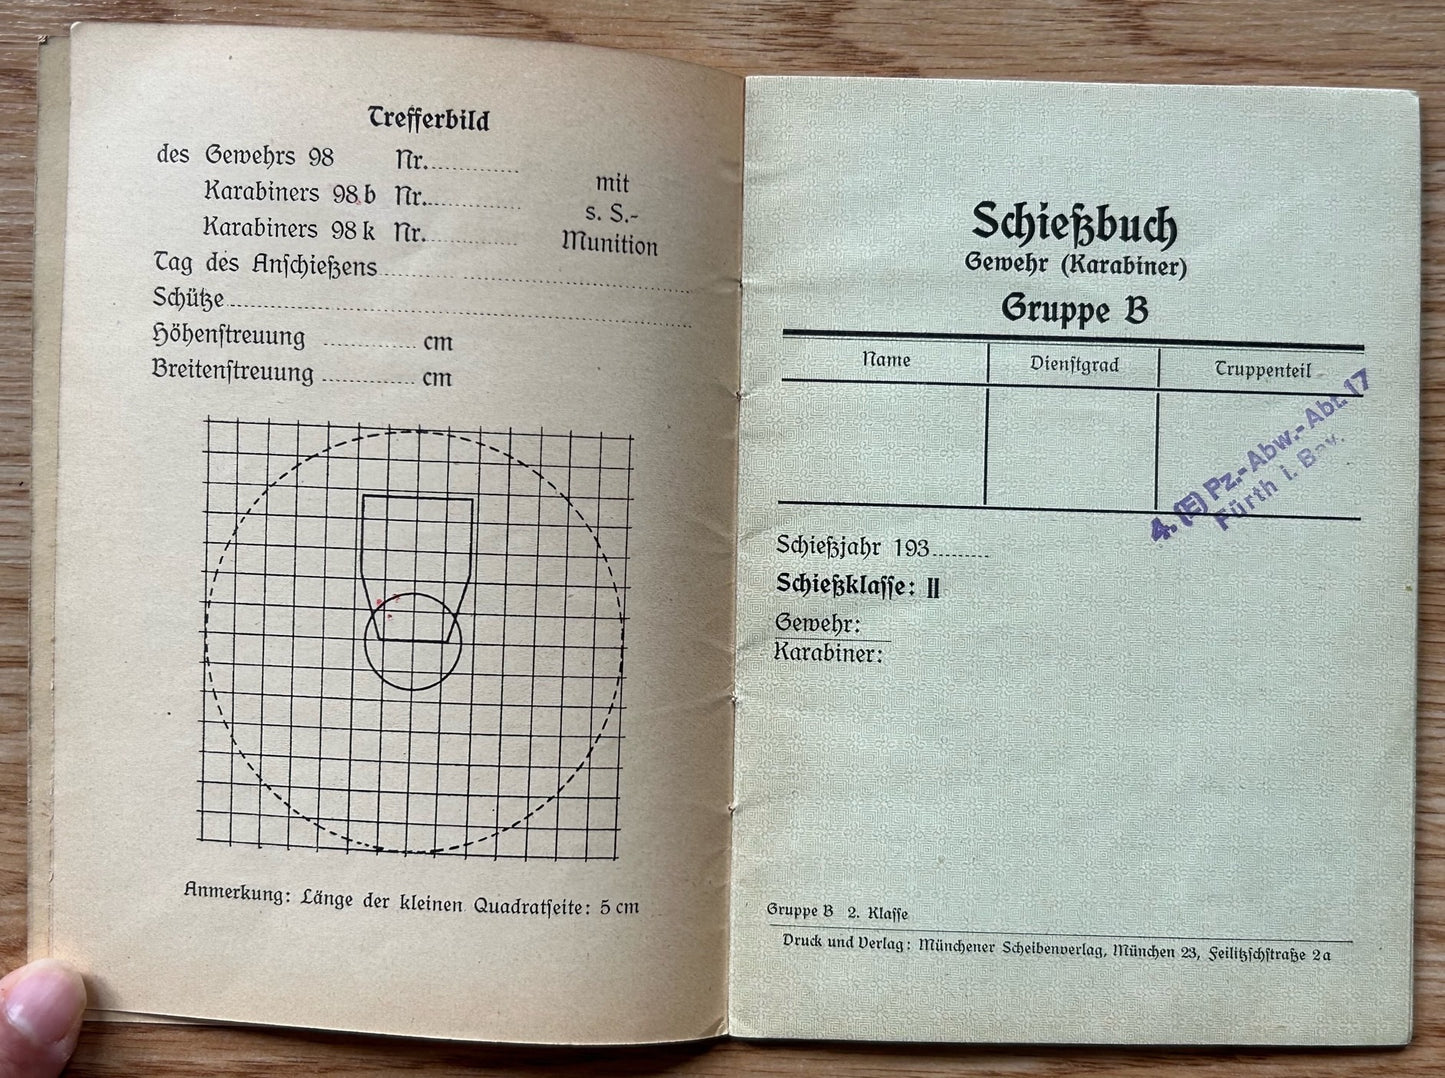 Trefferbild
des Gewehrs 98 Nr. ........
Karabiners 98 b Nr. ........
Karabiners 98 k Nr. ........
mit
s. S.-
Munition
Tag des Anschießens ........
Schütze ........
Höhenstreuung ........ cm
Breitenstreuung ........ cm
Anmerkung: Länge der kleinen Quadratseite: 5 cm
Schießbuch
Gewehr (Karabiner)
Gruppe B
Name Dienstgrad Truppenteil
4. (E) Pz.-Abw.-Abt. 17
Fürth i. Bay.
Schießjahr 193........
Schießklasse: II
Gewehr:
Karabiner:
Gruppe B 2. Klasse
Druck und Verlag: Münchener Scheibenverlag, München 23, Feilitzschstraße 2a